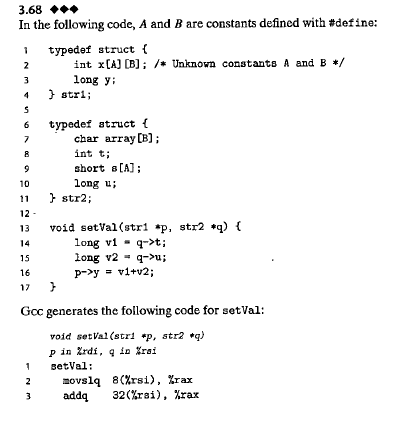 3.68 ◆◆◆
In the following code, A and B are constants defined with #define:
1 typedef struct {
2 int x[A][B]; /* Unknown constants A and B */
3 long y;
4 } str1;
5
6 typedef struct {
7 char array[B];
8 int t;
9 short s[A];
10 long u;
11 } str2;
12
13 void setVal(str1 *p, str2 *q) {
14 long v1 = q->t;
15 long v2 = q->u;
16 p->y = v1+v2;
17 }
Gcc generates the following code for setVal:
void setVal(str1 *p, str2 *q)
p in %rdi, q in %rsi
1 setVal:
2 movslq 8(%rsi), %rax
3 addq 32(%rsi), %rax